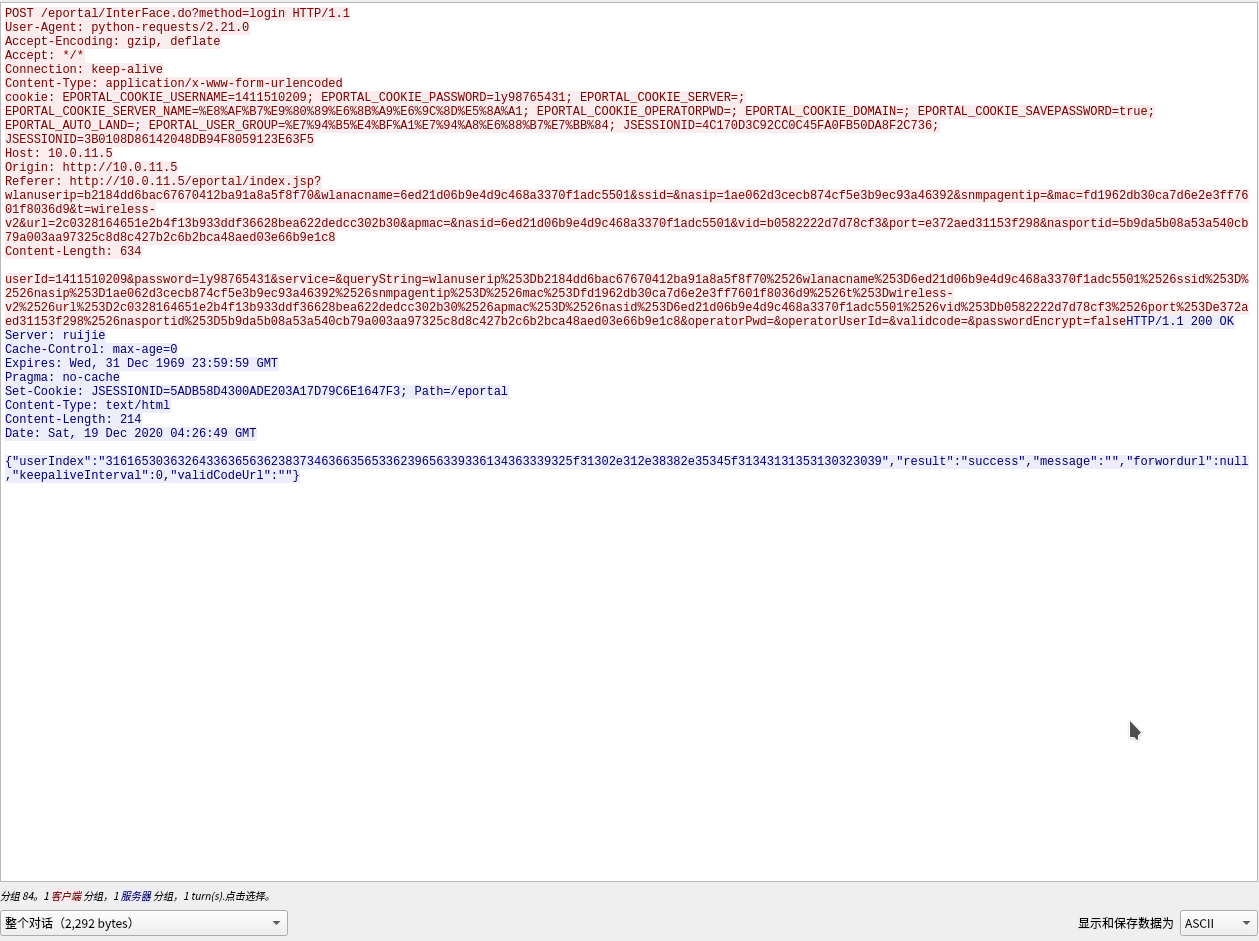 POST /eportal/InterFace.do?method=login HTTP/1.1
User-Agent: python-requests/2.21.0
Accept-Encoding: gzip, deflate
Accept: */*
Connection: keep-alive
Content-Type: application/x-www-form-urlencoded
cookie: EPORTAL_COOKIE_USERNAME=1411510209; EPORTAL_COOKIE_PASSWORD=ly98765431; EPORTAL_COOKIE_SERVER=;
EPORTAL_COOKIE_SERVER_NAME=%E8%AF%B7%E9%80%89%E6%8B%A9%E6%9C%8D%E5%8A%A1; EPORTAL_COOKIE_OPERATORPWD=; EPORTAL_COOKIE_DOMAIN=; EPORTAL_COOKIE_SAVEPASSWORD=true;
EPORTAL_AUTO_LAND=; EPORTAL_USER_GROUP=%E7%94%B5%E4%BF%A1%E7%94%A8%E6%88%B7%E7%BB%84; JSESSIONID=4C170D3C92CC0C45FA0FB50DA8F2C736;
JSESSIONID=3B0108D86142048DB94F8059123E63F5
Host: 10.0.11.5
Origin: http://10.0.11.5
Referer: http://10.0.11.5/eportal/index.jsp?
wlanuserip=b2184dd6bac67670412ba91a8a5f8f70&wlanacname=6ed21d06b9e4d9c468a3370f1adc5501&ssid=&nasip=1ae062d3cecb874cf5e3b9ec93a46392&snmpagentip=&mac=fd1962db30ca7d6e2e3ff76
01f8036d9&t=wireless-
v2&url=2c0328164651e2b4f13b933ddf36628bea622dedcc302b30&apmac=&nasid=6ed21d06b9e4d9c468a3370f1adc5501&vid=b0582222d7d78cf3&port=e372aed31153f298&nasportid=5b9da5b08a53a540cb
79a003aa97325c8d8c427b2c6b2bca48aed03e66b9e1c8
Content-Length: 634

userId=1411510209&password=ly98765431&service=&queryString=wlanuserip%253Db2184dd6bac67670412ba91a8a5f8f70%2526wlanacname%253D6ed21d06b9e4d9c468a3370f1adc5501%2526ssid%253D%
2526nasip%253D1ae062d3cecb874cf5e3b9ec93a46392%2526snmpagentip%253D%2526mac%253Dfd1962db30ca7d6e2e3ff7601f8036d9%2526t%253Dwireless-
v2%2526url%253D2c0328164651e2b4f13b933ddf36628bea622dedcc302b30%2526apmac%253D%2526nasid%253D6ed21d06b9e4d9c468a3370f1adc5501%2526vid%253Db0582222d7d78cf3%2526port%253De372a
ed31153f298%2526nasportid%253D5b9da5b08a53a540cb79a003aa97325c8d8c427b2c6b2bca48aed03e66b9e1c8&operatorPwd=&operatorUserId=&validcode=&passwordEncrypt=falseHTTP/1.1 200 OK
Server: ruijie
Cache-Control: max-age=0
Expires: Wed, 31 Dec 1969 23:59:59 GMT
Pragma: no-cache
Set-Cookie: JSESSIONID=5ADB58D4300ADE203A17D79C6E1647F3; Path=/eportal
Content-Type: text/html
Content-Length: 214
Date: Sat, 19 Dec 2020 04:26:49 GMT

{"userIndex":"31616530363264336365636238373463663565336239656339336134363339325f31302e312e38382e35345f31343131353130323039","result":"success","message":"","forwordurl":null
,"keepaliveInterval":0,"validCodeUrl":""}
分组 84。1 客户端 分组，1 服务器 分组，1 turn(s).点击选择。
整个对话（2,292 bytes） 显示和保存数据为 ASCII